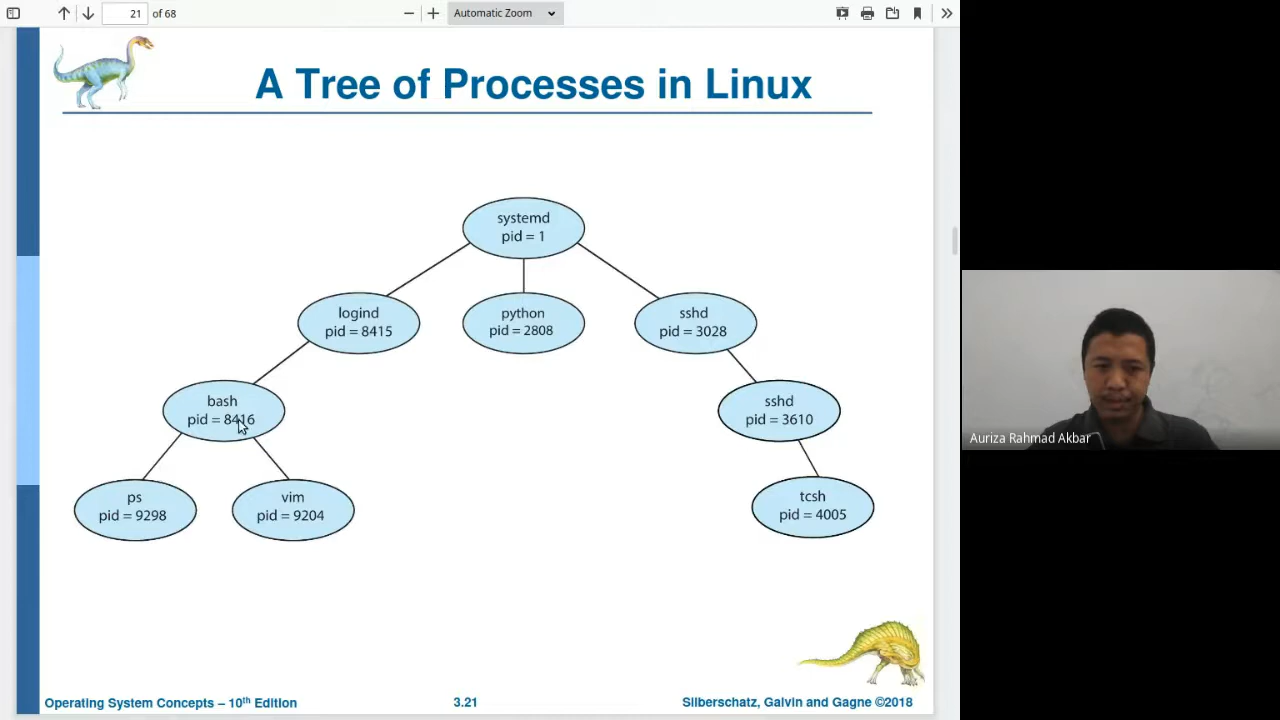 21 of 68
Automatic Zoom
A Tree of Processes in Linux
systemd
pid = 1
logind
pid = 8415
python
pid = 2808
sshd
pid = 3028
bash
pid = 8416
sshd
pid = 3610
ps
pid = 9298
vim
pid = 9204
tcsh
pid = 4005
Operating System Concepts – 10th Edition
3.21
Silberschatz, Galvin and Gagne ©2018
Auriza Rahmad Akbar